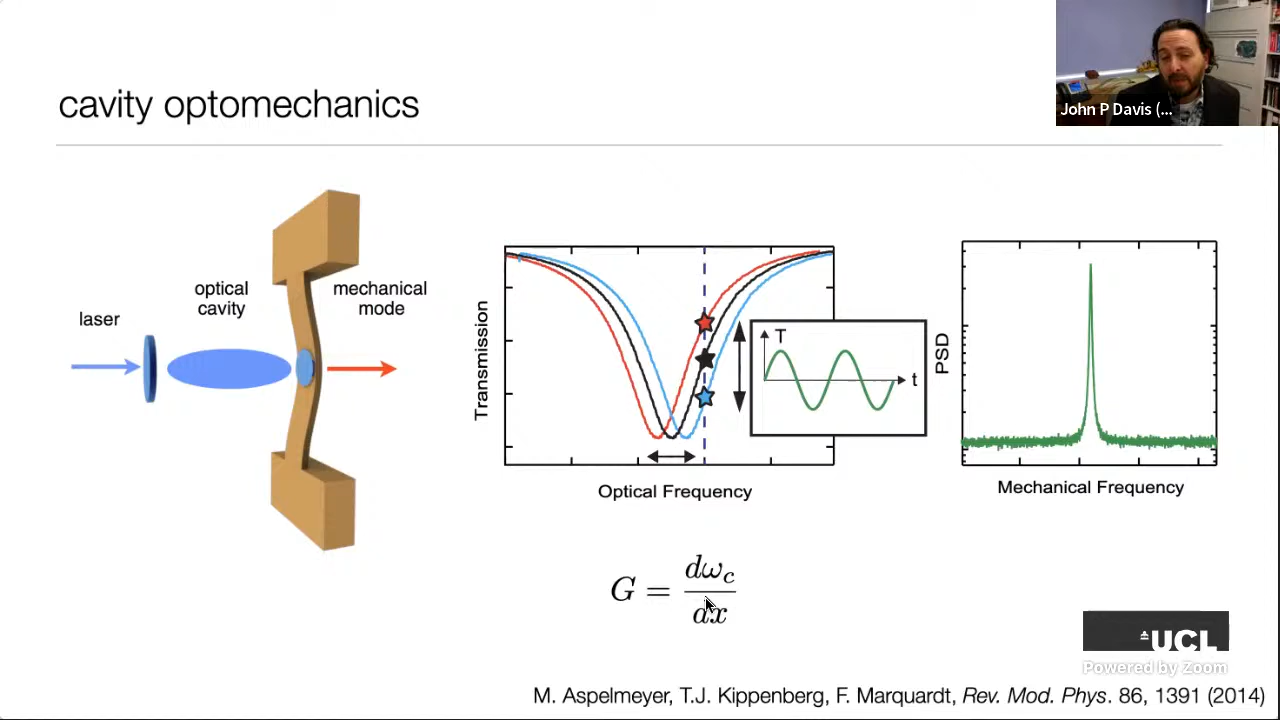 John P Davis (...
cavity optomechanics
laser
optical
cavity
mechanical
mode
Transmission
Optical Frequency
T
t
PSD
Mechanical Frequency
G = dω_c / dx
UCL
Powered by Zoom
M. Aspelmeyer, T.J. Kippenberg, F. Marquardt, Rev. Mod. Phys. 86, 1391 (2014)